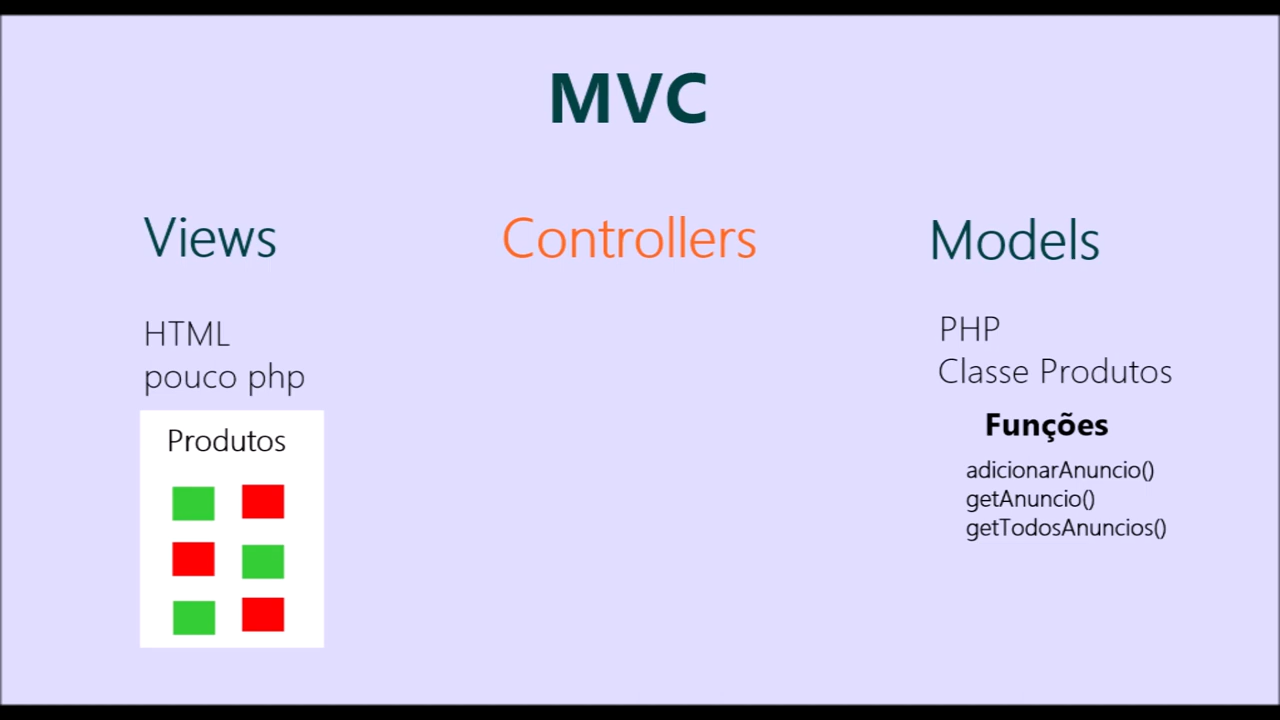 MVC
Views
HTML
pouco php
Produtos
Controllers
Models
PHP
Classe Produtos
Funções
adicionarAnuncio()
getAnuncio()
getTodosAnuncios()